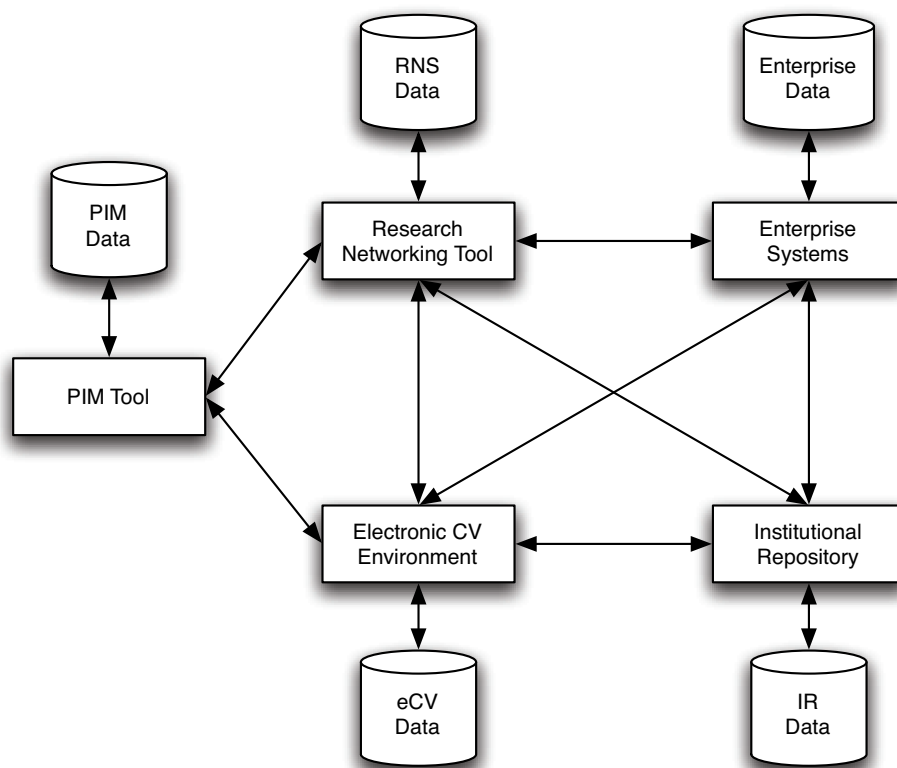 RNS
Data
Enterprise
Data
PIM
Data
Research
Networking Tool
Enterprise
Systems
PIM Tool
Electronic CV
Environment
Institutional
Repository
eCV
Data
IR
Data